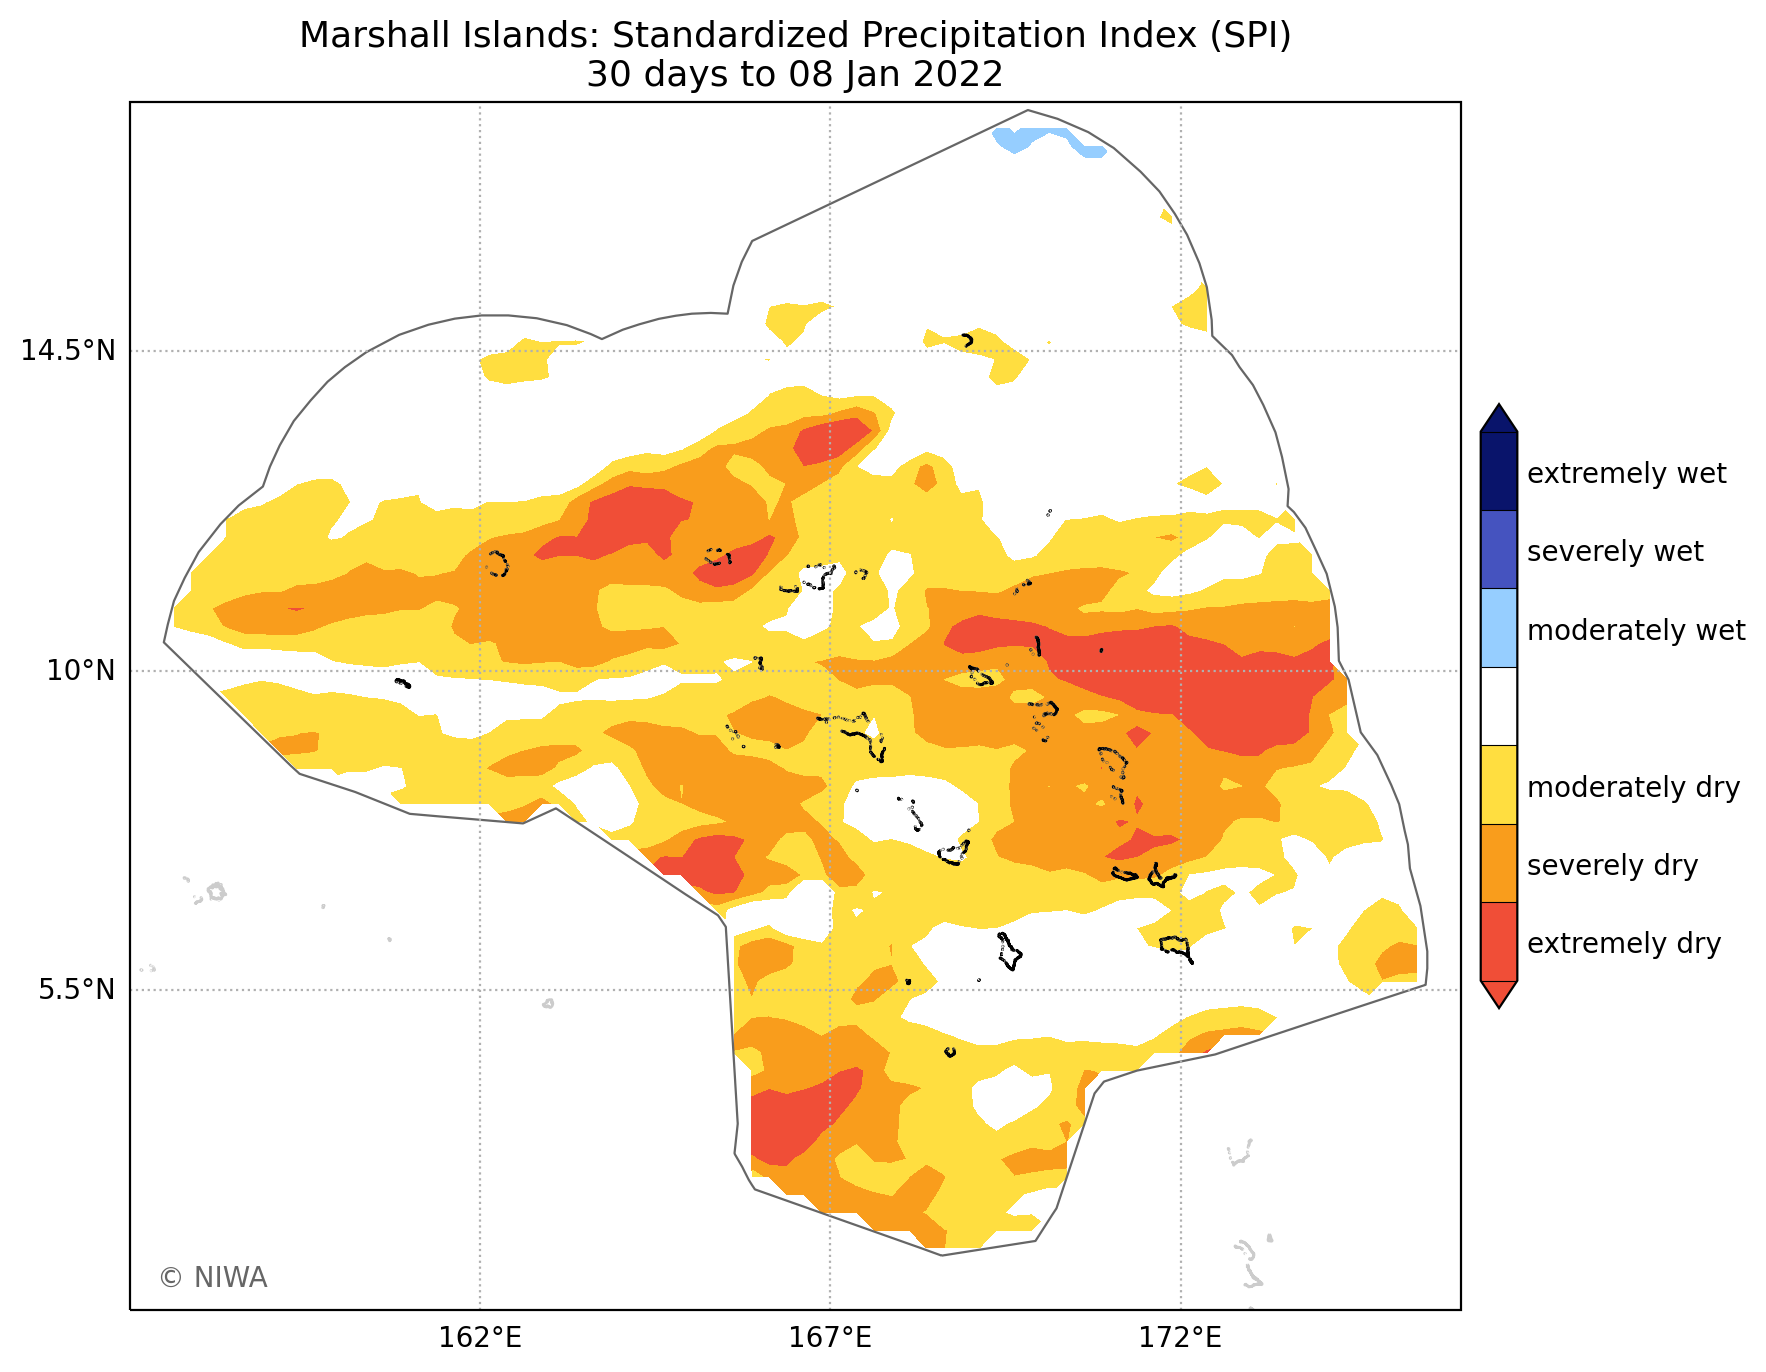 Marshall Islands: Standardized Precipitation Index (SPI)
30 days to 08 Jan 2022
14.5°N
10°N
5.5°N
162°E
167°E
172°E
extremely wet
severely wet
moderately wet
moderately dry
severely dry
extremely dry
© NIWA